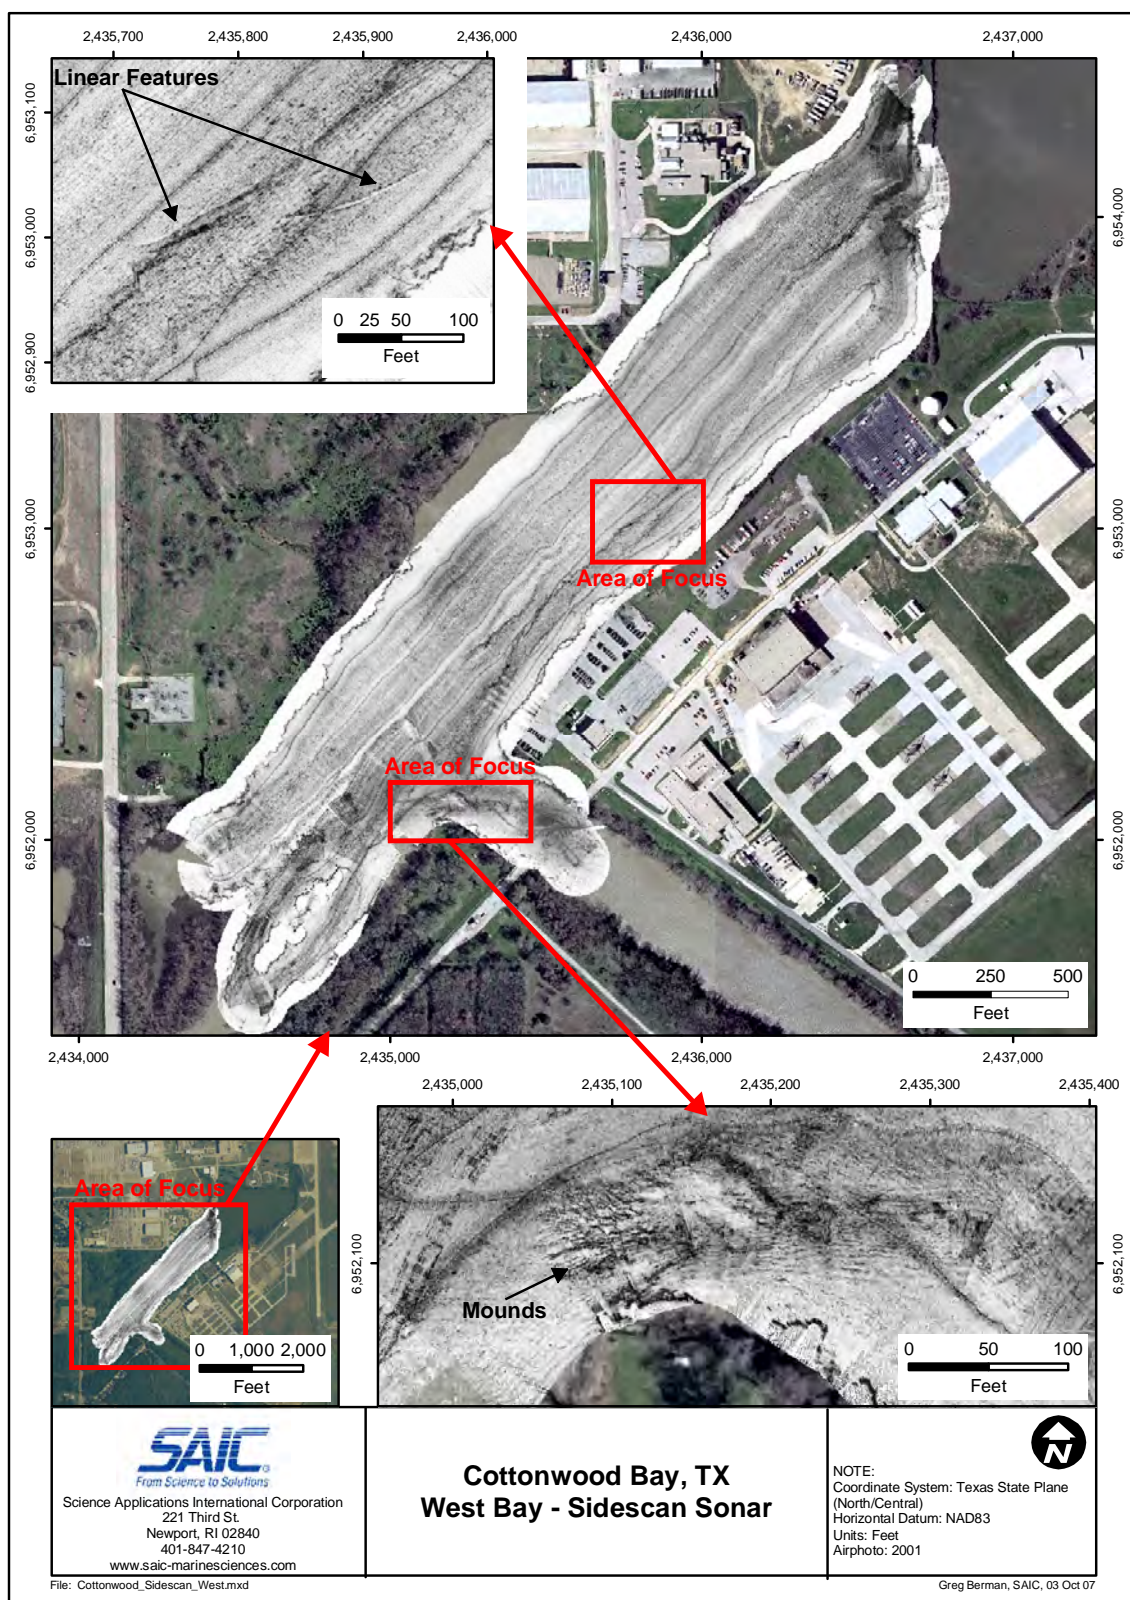 2,435,700
2,435,800
2,435,900
2,436,000
2,436,000
2,437,000
Linear Features
6,953,100
6,953,000
6,952,900
0 25 50 100
Feet
6,954,000
6,953,000
6,953,000
Area of Focus
Area of Focus
6,952,000
6,952,000
0 250 500
Feet
2,434,000
2,435,000
2,436,000
2,437,000
2,435,000
2,435,100
2,435,200
2,435,300
2,435,400
Area of Focus
0 1,000 2,000
Feet
6,952,100
6,952,100
Mounds
0 50 100
Feet
SAIC
From Science to Solutions
Science Applications International Corporation
221 Third St.
Newport, RI 02840
401-847-4210
www.saic-marinesciences.com
Cottonwood Bay, TX
West Bay - Sidescan Sonar
N
NOTE:
Coordinate System: Texas State Plane
(North/Central)
Horizontal Datum: NAD83
Units: Feet
Airphoto: 2001
File: Cottonwood_Sidescan_West.mxd
Greg Berman, SAIC, 03 Oct 07